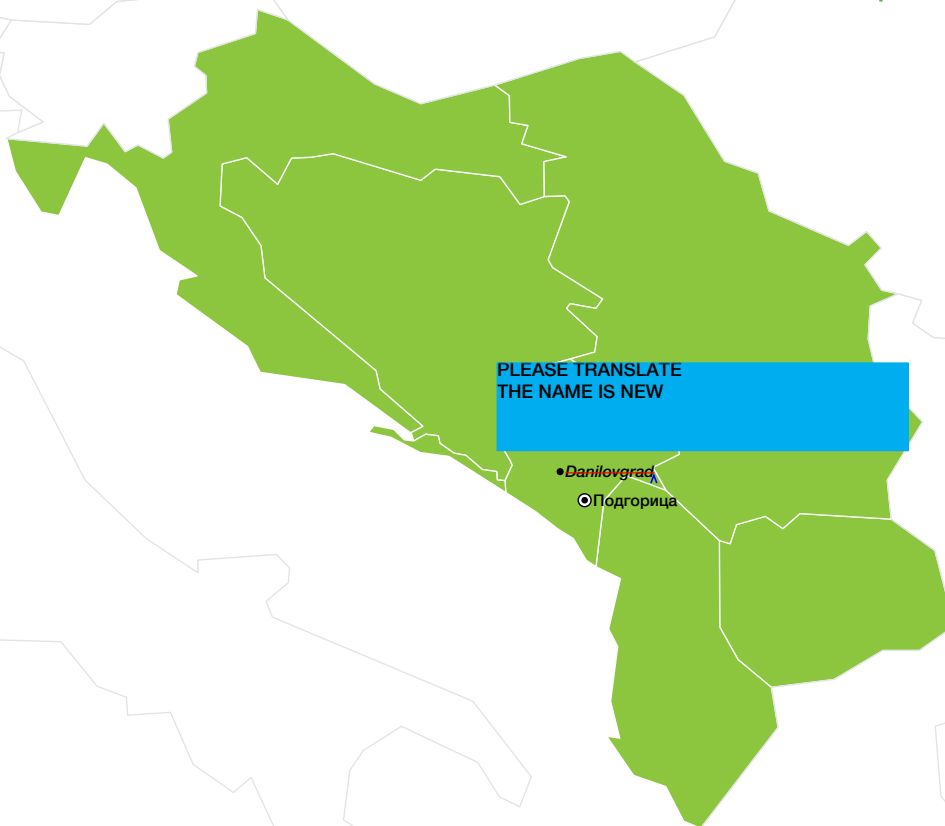 PLEASE TRANSLATE
THE NAME IS NEW
Danilovgrad
Подгорица